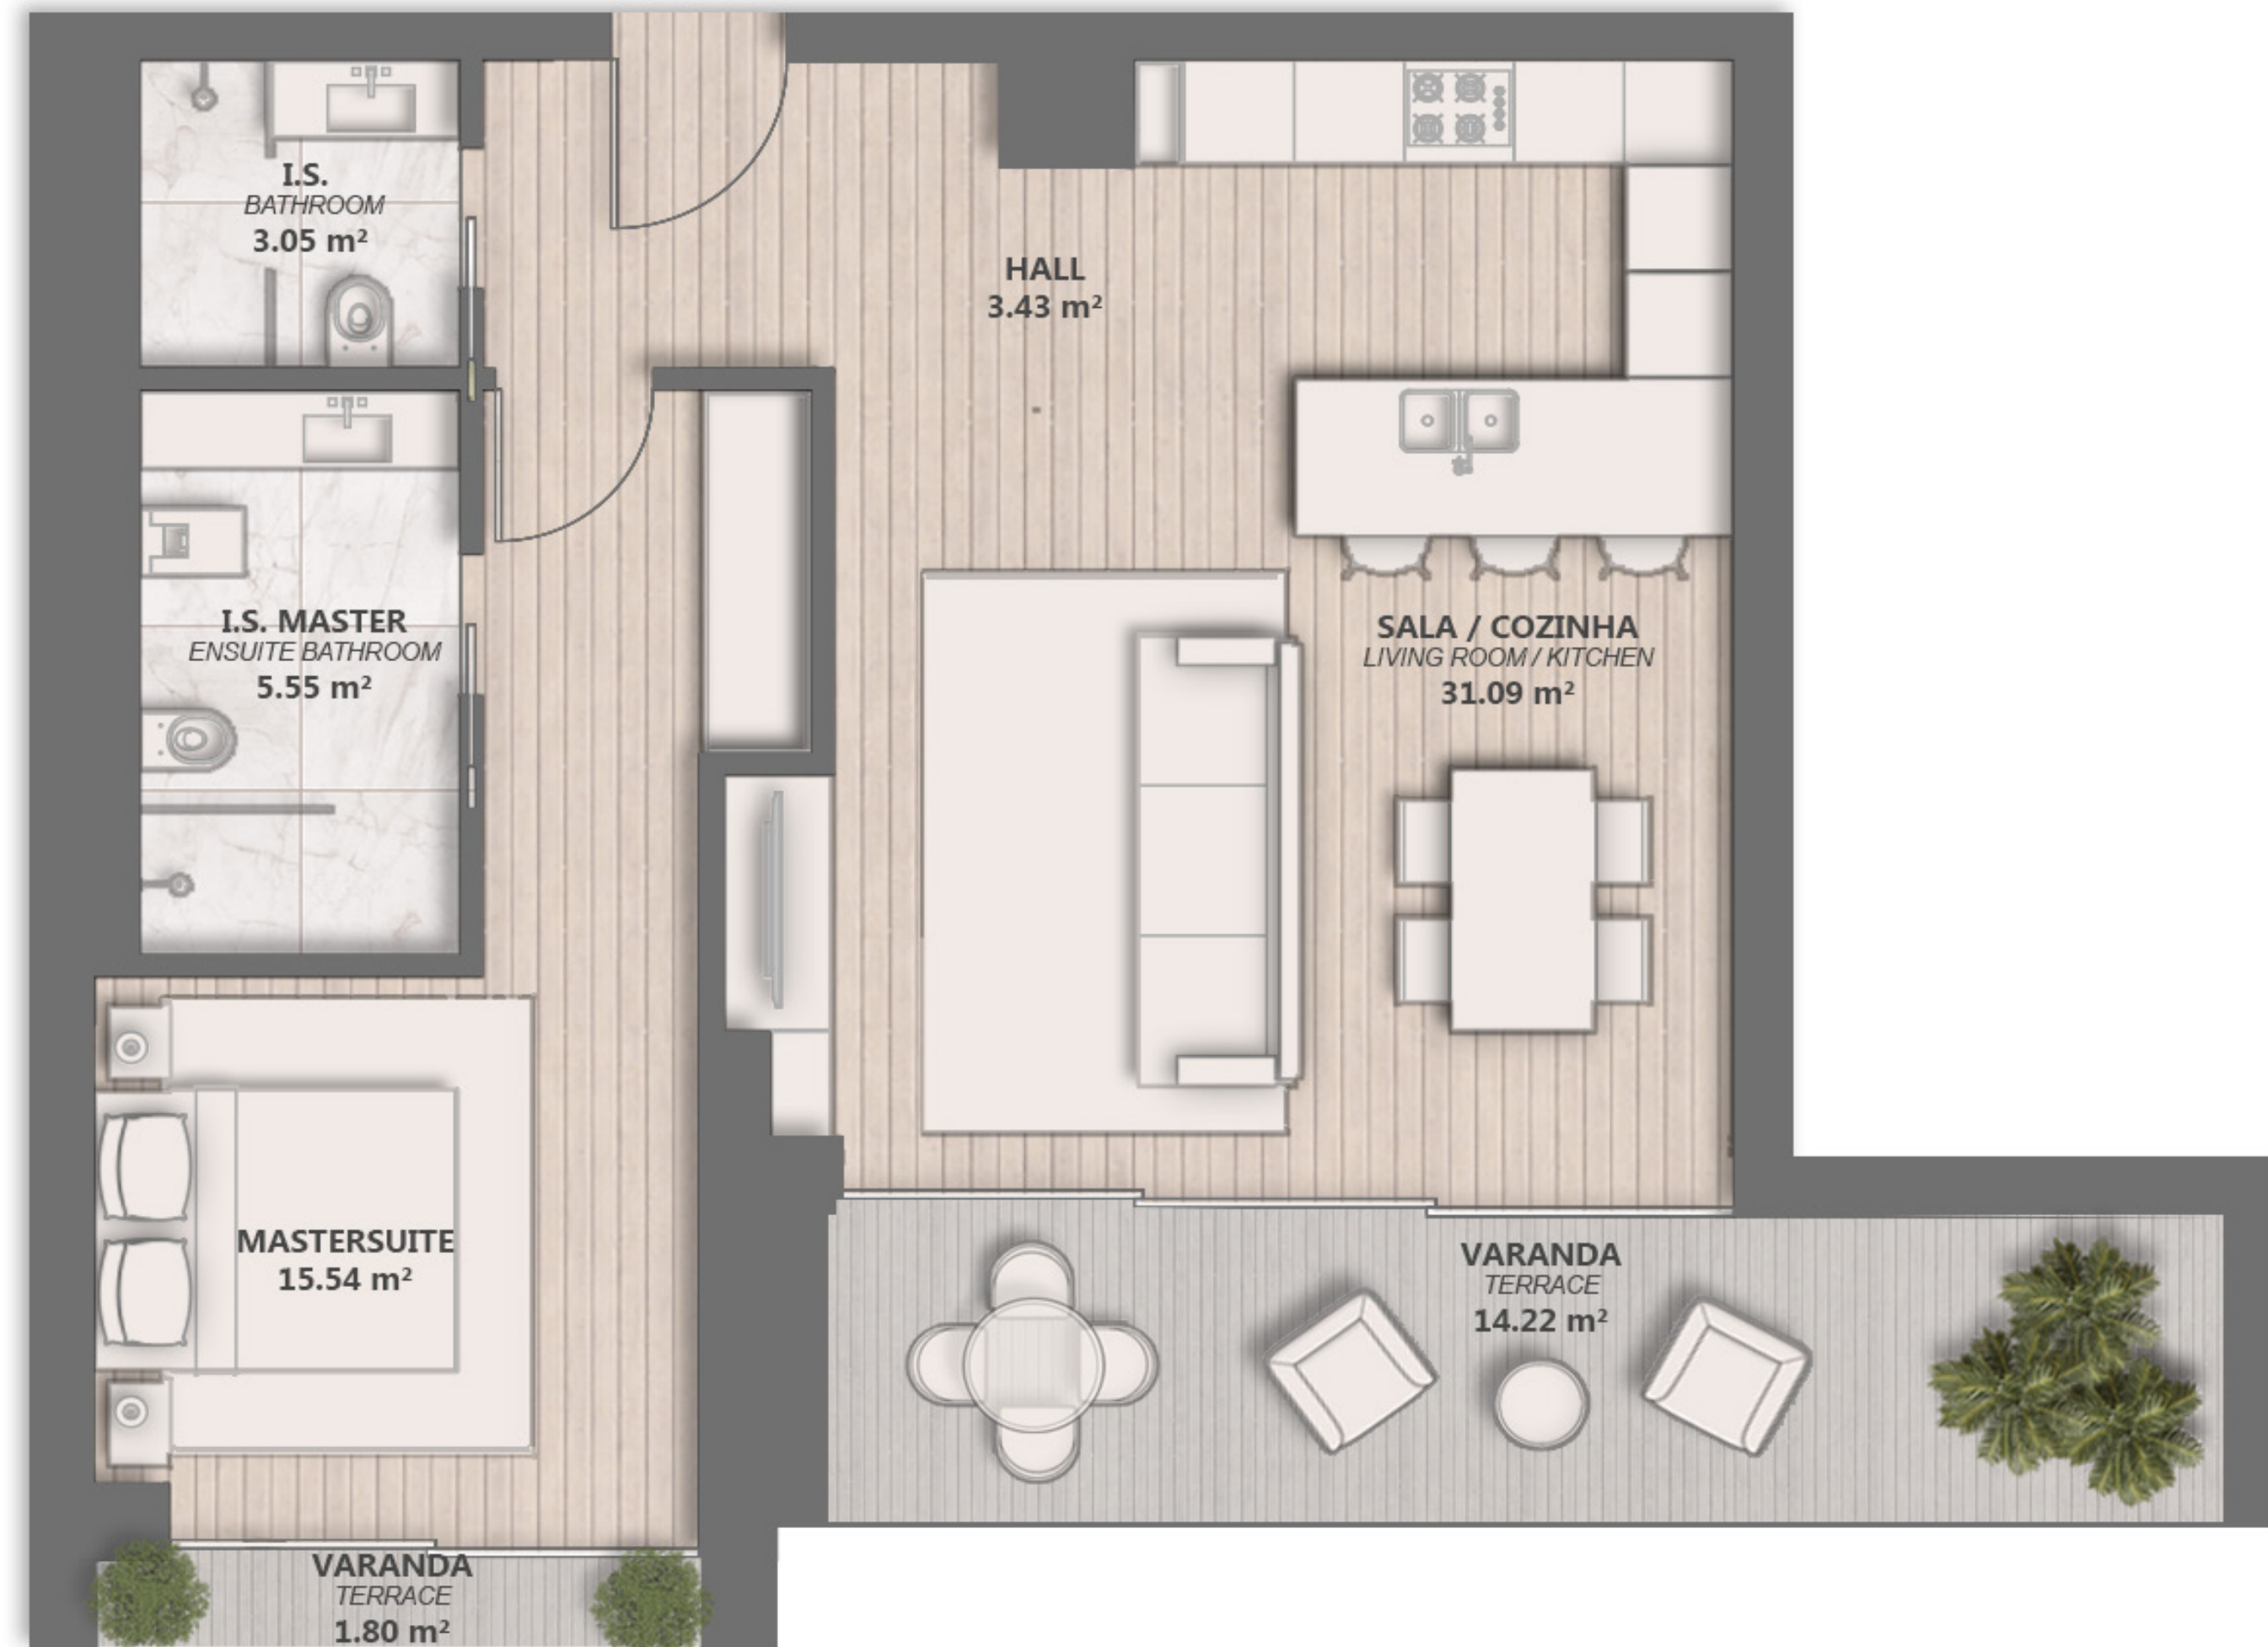 I.S.
BATHROOM
3.05 m²
HALL
3.43 m²
I.S. MASTER
ENSUITE BATHROOM
5.55 m²
SALA / COZINHA
LIVING ROOM / KITCHEN
31.09 m²
MASTERSUITE
15.54 m²
VARANDA
TERRACE
14.22 m²
VARANDA
TERRACE
1.80 m²